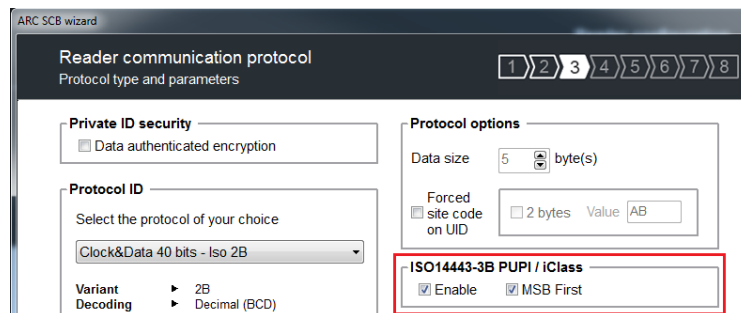 ARC SCB wizard
Reader communication protocol
Protocol type and parameters
1 2 3 4 5 6 7 8
Private ID security
Data authenticated encryption
Protocol ID
Select the protocol of your choice
Clock&Data 40 bits - Iso 2B
Variant ► 2B
Decoding ► Decimal (BCD)
Protocol options
Data size 5 byte(s)
Forced
site code 2 bytes Value AB
on UID
ISO14443-3B PUPI / iClass
Enable MSB First